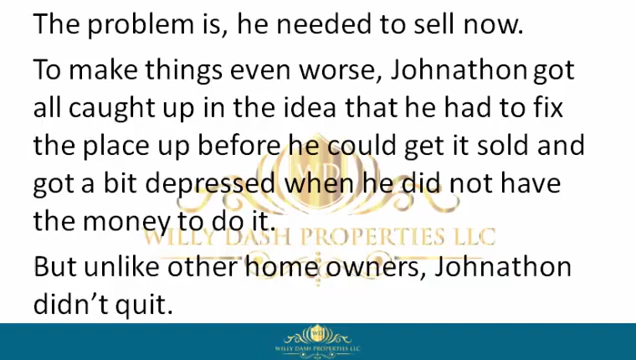 The problem is, he needed to sell now.
To make things even worse, Johnathon got
all caught up in the idea that he had to fix
the place up before he could get it sold and
got a bit depressed when he did not have
the money to do it.
WILLY DASH PROPERTIES LLC
But unlike other home owners, Johnathon
didn’t quit.
WILLY DASH PROPERTIES LLC